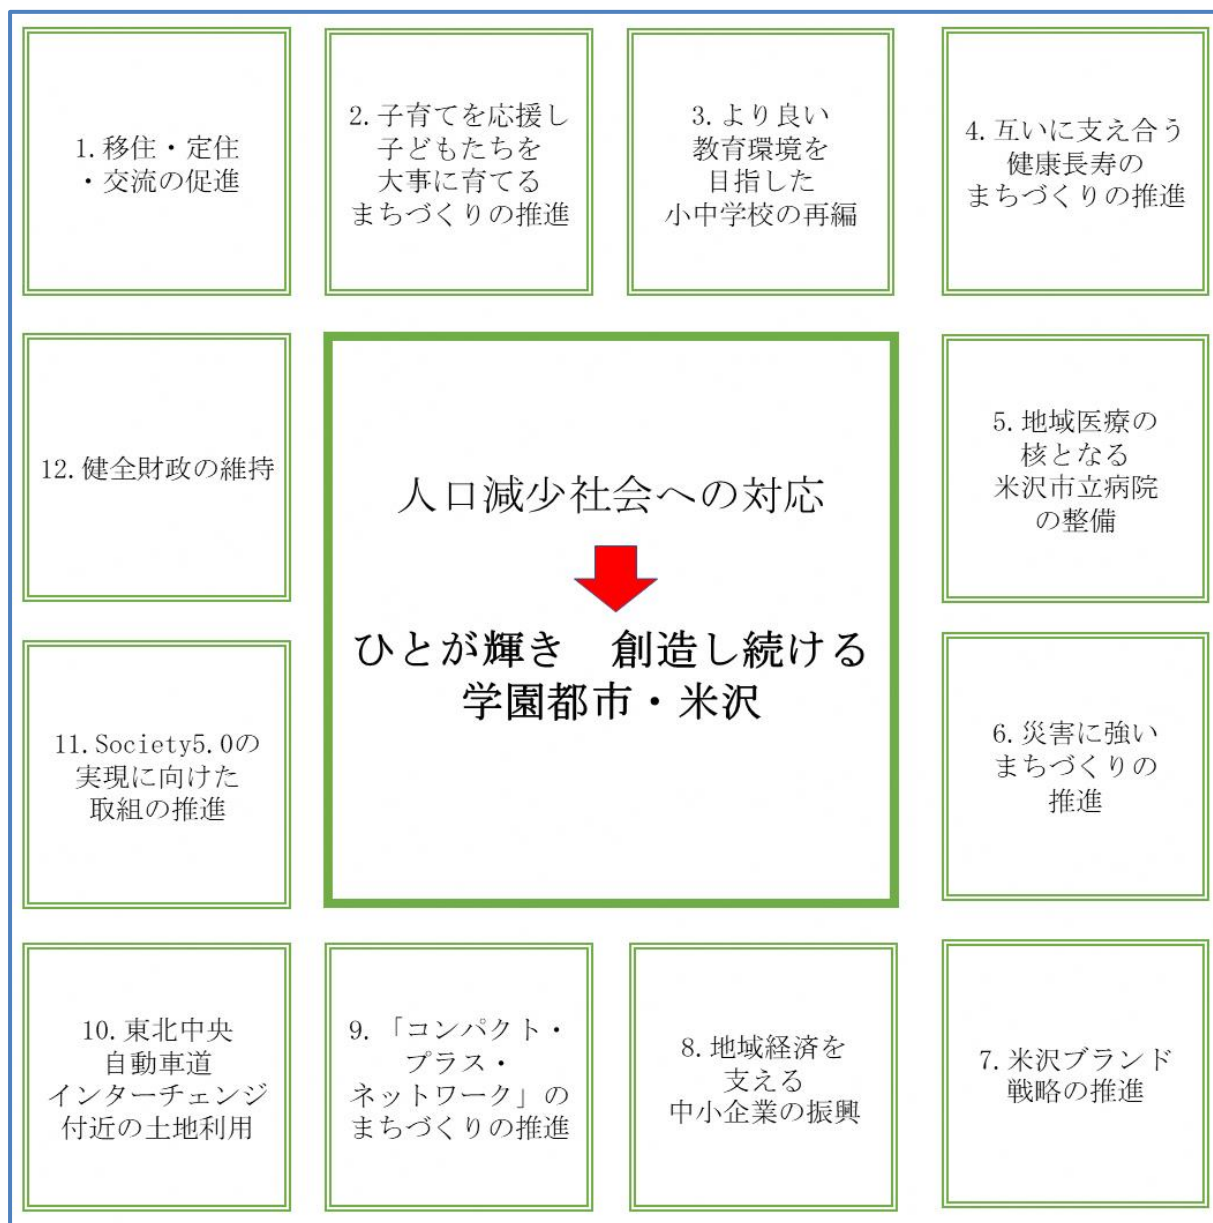 1.移住・定住
・交流の促進
2.子育てを応援し
子どもたちを
大事に育てる
まちづくりの推進
3.より良い
教育環境を
目指した
小中学校の再編
4.互いに支え合う
健康長寿の
まちづくりの推進
5.地域医療の
核となる
米沢市立病院
の整備
6.災害に強い
まちづくりの
推進
7.米沢ブランド
戦略の推進
8.地域経済を
支える
中小企業の振興
9.「コンパクト・
プラス・
ネットワーク」の
まちづくりの推進
10.東北中央
自動車道
インターチェンジ
付近の土地利用
11.Society5.0の
実現に向けた
取組の推進
12.健全財政の維持
人口減少社会への対応
ひとが輝き　創造し続ける
学園都市・米沢